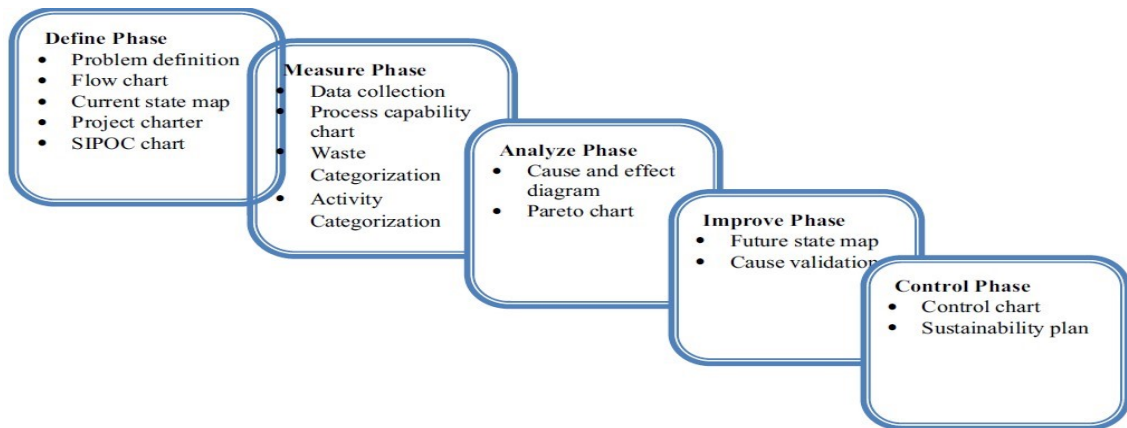 Define Phase
• Problem definition
• Flow chart
• Current state map
• Project charter
• SIPOC chart
Measure Phase
• Data collection
• Process capability
chart
• Waste
Categorization
• Activity
Categorization
Analyze Phase
• Cause and effect
diagram
• Pareto chart
Improve Phase
• Future state map
• Cause validation
Control Phase
• Control chart
• Sustainability plan